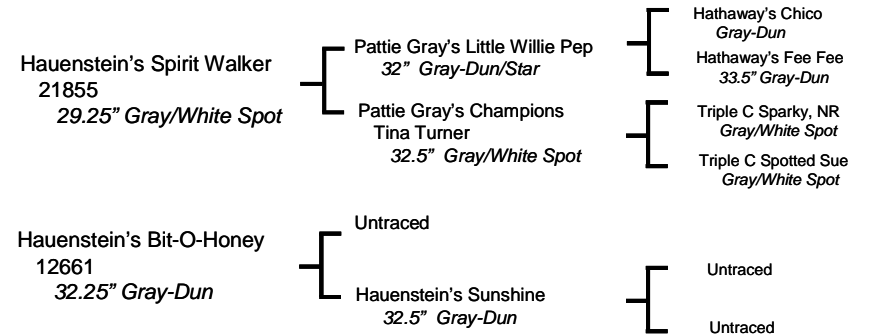 Hauenstein's Spirit Walker
21855
29.25" Gray/White Spot
Pattie Gray's Little Willie Pep
32" Gray-Dun/Star
Pattie Gray's Champions
Tina Turner
32.5" Gray/White Spot
Hathaway's Chico
Gray-Dun
Hathaway's Fee Fee
33.5" Gray-Dun
Triple C Sparky, NR
Gray/White Spot
Triple C Spotted Sue
Gray/White Spot
Hauenstein's Bit-O-Honey
12661
32.25" Gray-Dun
Untraced
Hauenstein's Sunshine
32.5" Gray-Dun
Untraced
Untraced